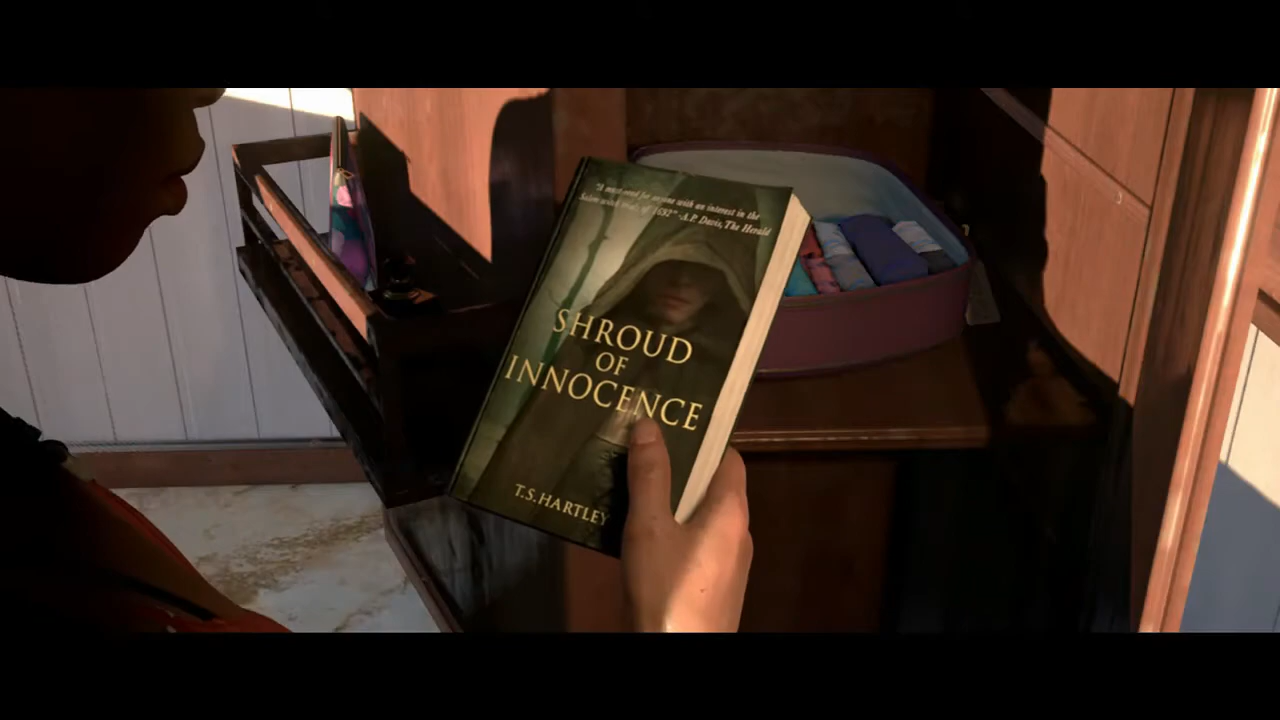 "A must read for anyone with an interest in the
Salem witch trials of 1692" -A.P. Davis, The Herald
SHROUD
OF
INNOCENCE
T.S. HARTLEY